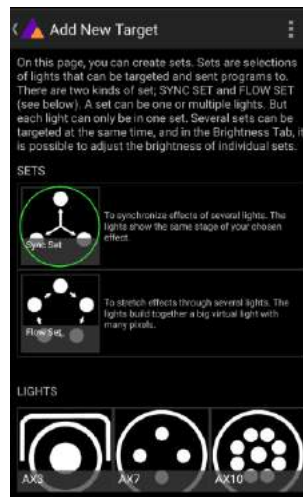 Add New Target
On this page, you can create sets. Sets are selections
of lights that can be targeted and sent programs to.
There are two kinds of set; SYNC SET and FLOW SET
(see below). A set can be one or multiple lights. But
each light can only be in one set. Several sets can be
targeted at the same time, and in the Brightness Tab, it
is possible to adjust the brightness of individual sets.
SETS
To synchronize effects of several lights. The
lights show the same stage of your chosen
effect.
Sync Set
To stretch effects through several lights. The
lights build together a big virtual light with
many pixels.
Flow Set
LIGHTS
AX3
AX7
AX10